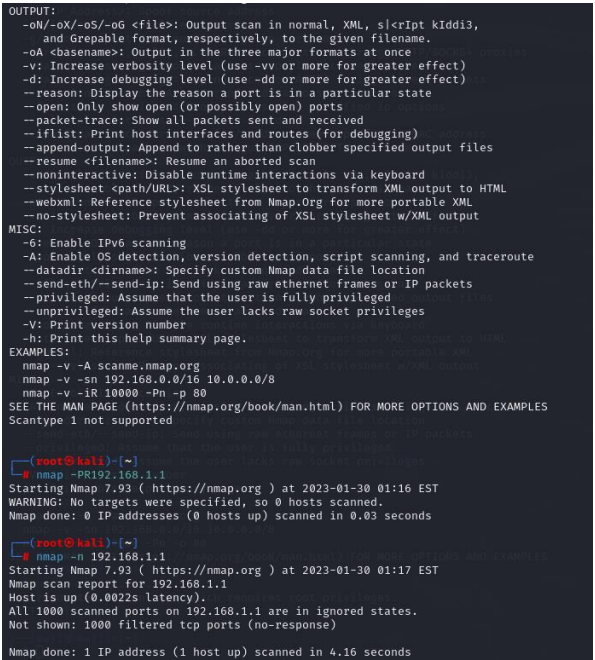 OUTPUT:
-oN/-oX/-oS/-oG <file>: Output scan in normal, XML, s|<rIpt kIddi3,
and Grepable format, respectively, to the given filename.
-oA <basename>: Output in the three major formats at once
-v: Increase verbosity level (use -vv or more for greater effect)
-d: Increase debugging level (use -dd or more for greater effect)
--reason: Display the reason a port is in a particular state
--open: Only show open (or possibly open) ports
--packet-trace: Show all packets sent and received
--iflist: Print host interfaces and routes (for debugging)
--append-output: Append to rather than clobber specified output files
--resume <filename>: Resume an aborted scan
--noninteractive: Disable runtime interactions via keyboard
--stylesheet <path/URL>: XSL stylesheet to transform XML output to HTML
--webxml: Reference stylesheet from Nmap.Org for more portable XML
--no-stylesheet: Prevent associating of XSL stylesheet w/XML output
MISC:
-6: Enable IPv6 scanning
-A: Enable OS detection, version detection, script scanning, and traceroute
--datadir <dirname>: Specify custom Nmap data file location
--send-eth/--send-ip: Send using raw ethernet frames or IP packets
--privileged: Assume that the user is fully privileged
--unprivileged: Assume the user lacks raw socket privileges
-V: Print version number
-h: Print this help summary page.
EXAMPLES:
nmap -v -A scanme.nmap.org
nmap -v -sn 192.168.0.0/16 10.0.0.0/8
nmap -v -iR 10000 -Pn -p 80
SEE THE MAN PAGE (https://nmap.org/book/man.html) FOR MORE OPTIONS AND EXAMPLES
Scantype 1 not supported
┌──(root㉿kali)-[~]
└─# nmap -PR192.168.1.1
Starting Nmap 7.93 ( https://nmap.org ) at 2023-01-30 01:16 EST
WARNING: No targets were specified, so 0 hosts scanned.
Nmap done: 0 IP addresses (0 hosts up) scanned in 0.03 seconds
┌──(root㉿kali)-[~]
└─# nmap -n 192.168.1.1
Starting Nmap 7.93 ( https://nmap.org ) at 2023-01-30 01:17 EST
Nmap scan report for 192.168.1.1
Host is up (0.0022s latency).
All 1000 scanned ports on 192.168.1.1 are in ignored states.
Not shown: 1000 filtered tcp ports (no-response)
Nmap done: 1 IP address (1 host up) scanned in 4.16 seconds